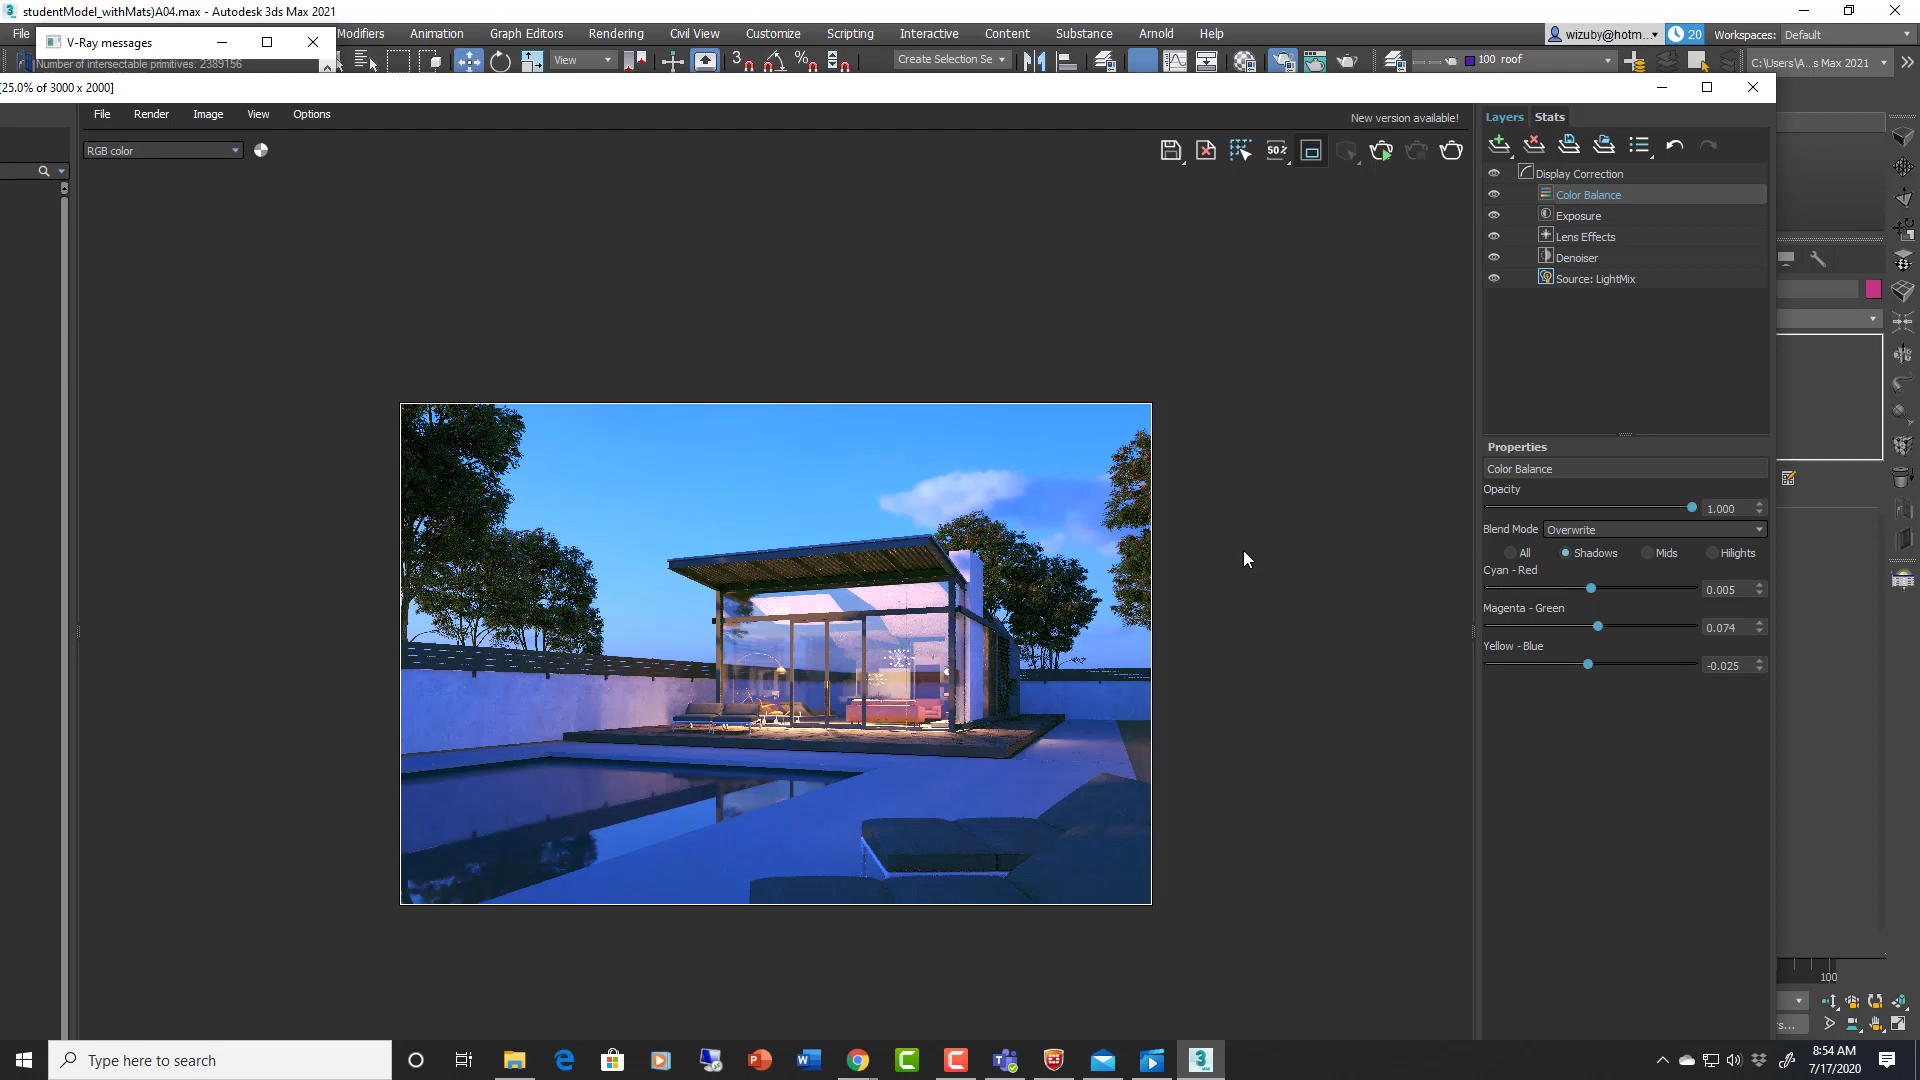 studentModel_withMats)A04.max - Autodesk 3ds Max 2021
File
V-Ray messages
Modifiers
Animation
Graph Editors
Rendering
Civil View
Customize
Scripting
Interactive
Content
Substance
Arnold
Help
wizuby@hotm...
20
Workspaces:
Default
Number of intersectable primitives: 2389156
View
3
%
Create Selection Se
100 roof
C:\Users\A...s Max 2021
[25.0% of 3000 x 2000]
File
Render
Image
View
Options
New version available!
Layers
Stats
RGB color
50%
Display Correction
Color Balance
Exposure
Lens Effects
Denoiser
Source: LightMix
Properties
Color Balance
Opacity
1.000
Blend Mode
Overwrite
All
Shadows
Mids
Hilights
Cyan - Red
0.005
Magenta - Green
0.074
Yellow - Blue
-0.025
100
s...
Type here to search
8:54 AM
7/17/2020